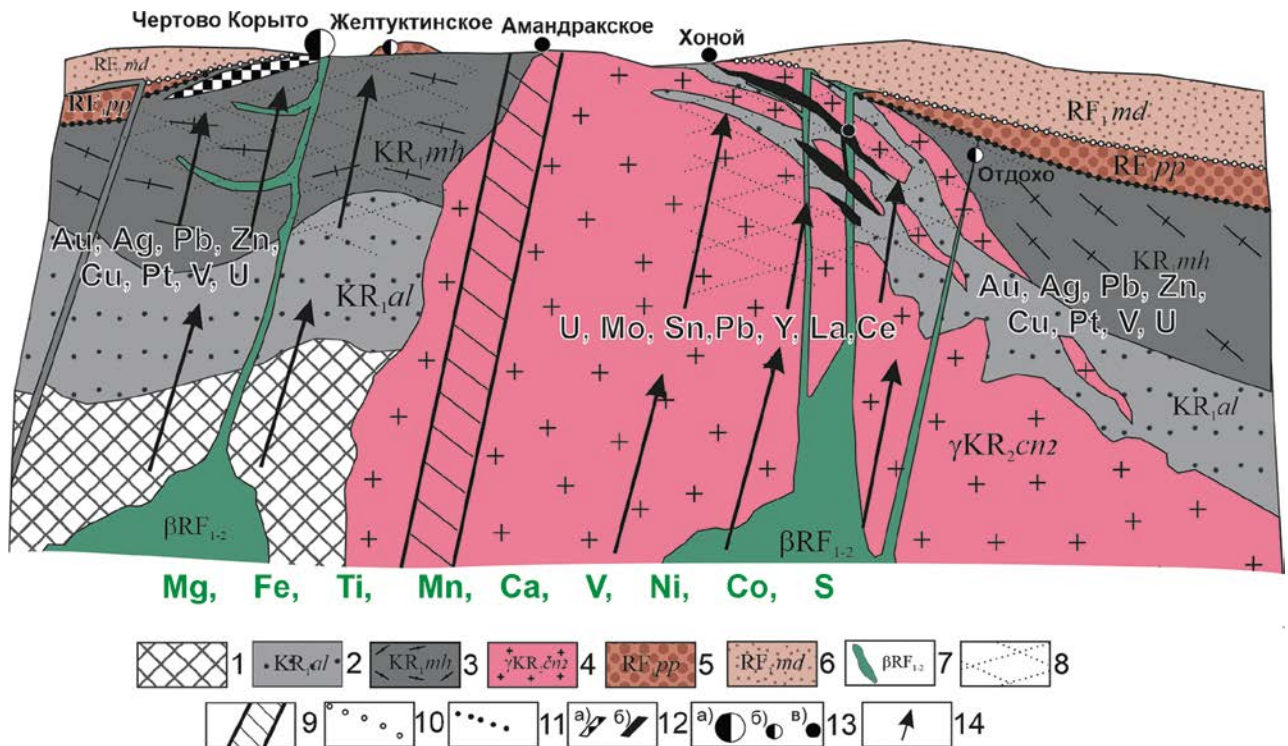 Чертово Корыто Желтуктинское Амандракское Хоной
RF₁md
RF₁pp
KR₁mh
Au, Ag, Pb, Zn,
Cu, Pt, V, U
KR₁al
βRF₁₋₂
U, Mo, Sn,Pb, Y, La,Ce
RF₁md
RF₁pp
Отдохо
KR₁mh
Au, Ag, Pb, Zn,
Cu, Pt, V, U
KR₁al
γKR₂cn2
βRF₁₋₂
Mg, Fe, Ti, Mn, Ca, V, Ni, Co, S
1 KR₁al 2 KR₁mh 3 γKR₂čn2 4 RF₁pp 5 RF₁md 6 βRF₁₋₂ 7 8
9 10 11 а) б) 12 а) б) в) 13 14